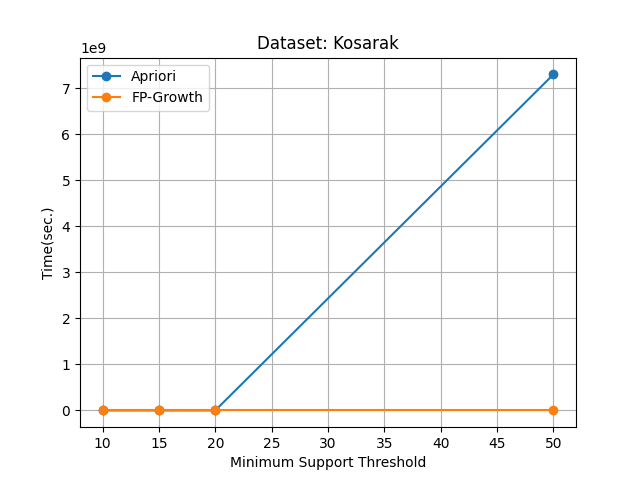 Dataset: Kosarak
1e9
Apriori
FP-Growth
7
6
5
4
3
2
1
0
Time(sec.)
10 15 20 25 30 35 40 45 50
Minimum Support Threshold